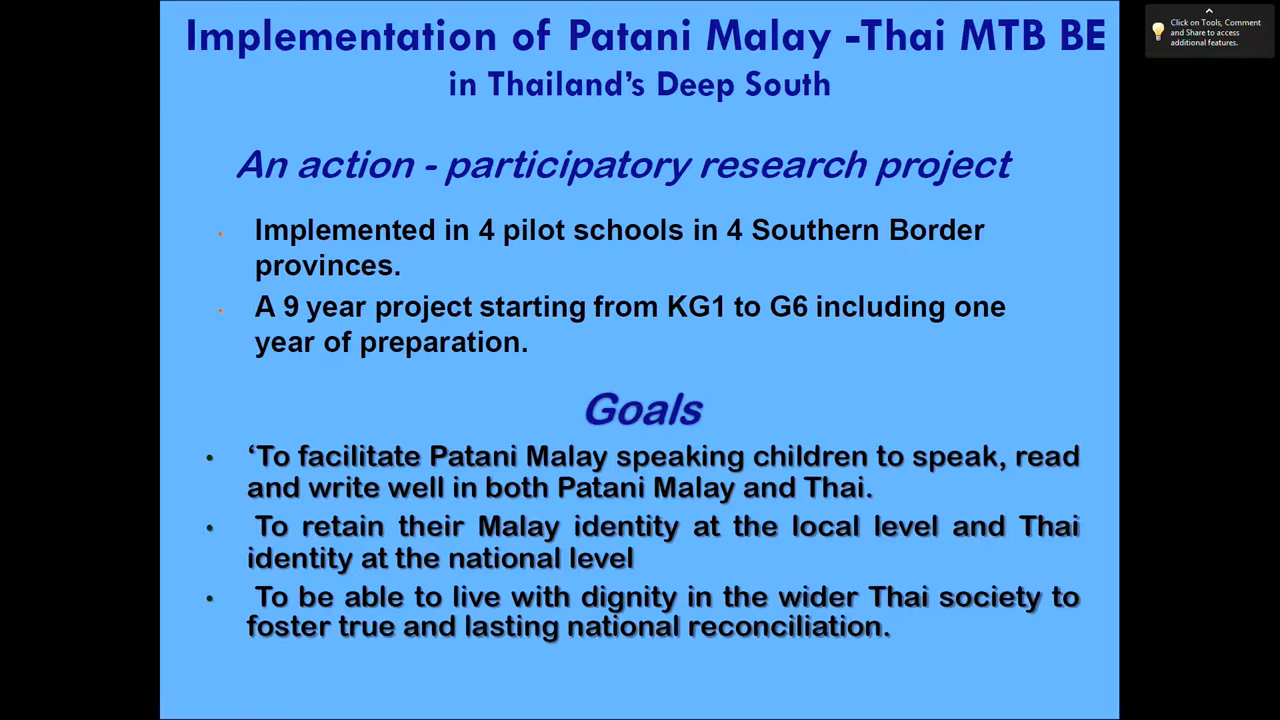 Implementation of Patani Malay -Thai MTB BE
in Thailand's Deep South
An action - participatory research project
• Implemented in 4 pilot schools in 4 Southern Border
provinces.
• A 9 year project starting from KG1 to G6 including one
year of preparation.
Goals
• ‘To facilitate Patani Malay speaking children to speak, read
and write well in both Patani Malay and Thai.
• To retain their Malay identity at the local level and Thai
identity at the national level
• To be able to live with dignity in the wider Thai society to
foster true and lasting national reconciliation.
Click on Tools, Comment
and Share to access
additional features.